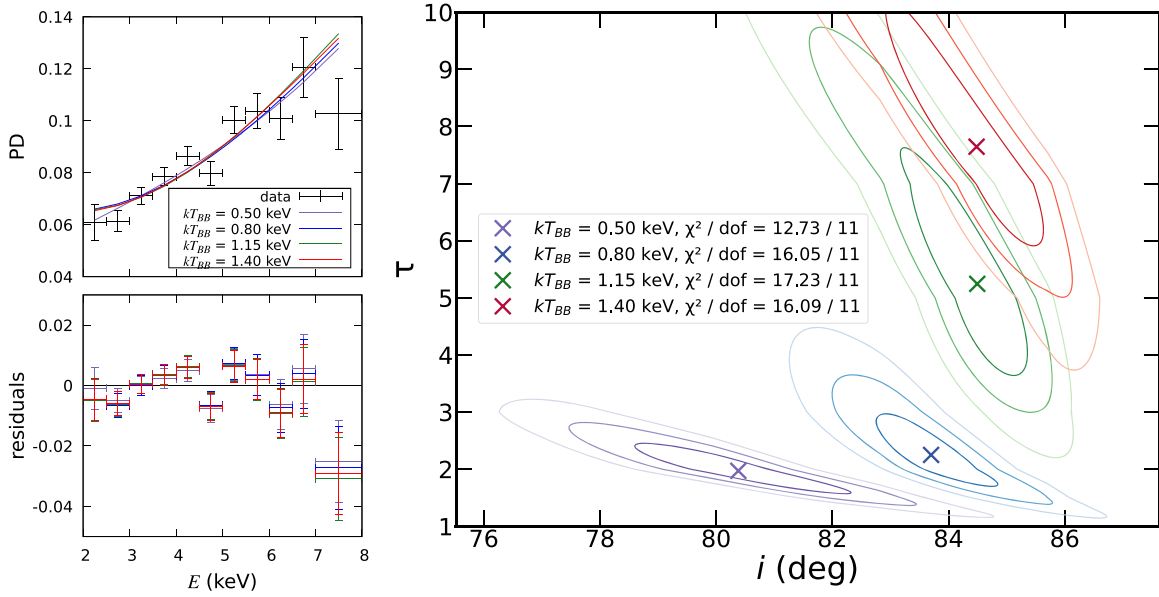 0.14
0.12
0.1
0.08
0.06
0.04
PD
data
kT_BB = 0.50 keV
kT_BB = 0.80 keV
kT_BB = 1.15 keV
kT_BB = 1.40 keV
0.02
0
-0.02
-0.04
residuals
2 3 4 5 6 7 8
E (keV)
10
9
8
7
6
5
4
3
2
1
τ
kT_BB = 0.50 keV, χ² / dof = 12.73 / 11
kT_BB = 0.80 keV, χ² / dof = 16.05 / 11
kT_BB = 1.15 keV, χ² / dof = 17.23 / 11
kT_BB = 1.40 keV, χ² / dof = 16.09 / 11
76 78 80 82 84 86
i (deg)